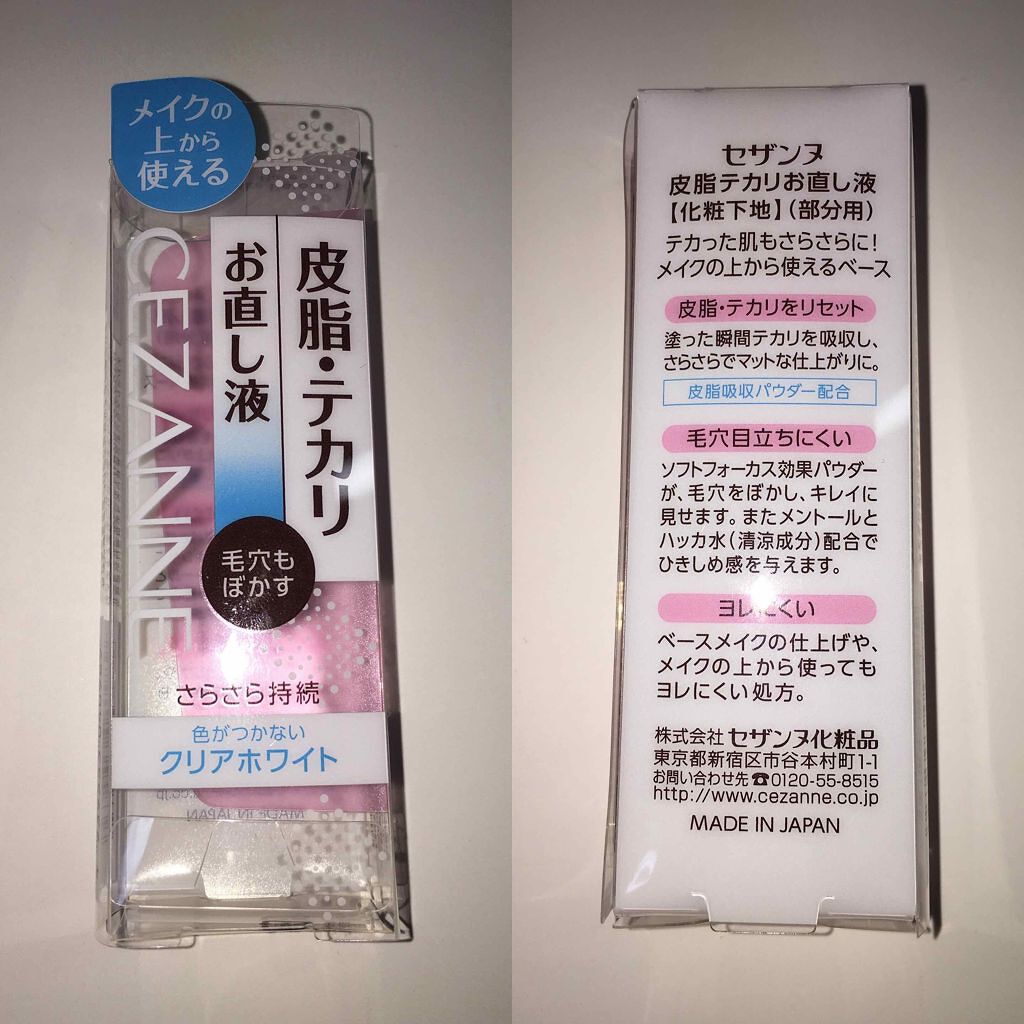 メイクの
上から
使える
CEZANNE
皮脂・テカリ
お直し液
毛穴も
ぼかす
さらさら持続
色がつかない
クリアホワイト
MADE IN JAPAN
セザンヌ
皮脂テカリお直し液
【化粧下地】（部分用）
テカった肌もさらさらに！
メイクの上から使えるベース
皮脂・テカリをリセット
塗った瞬間テカリを吸収し、
さらさらでマットな仕上がりに。
皮脂吸収パウダー配合
毛穴目立ちにくい
ソフトフォーカス効果パウダー
が、毛穴をぼかし、キレイに
見せます。またメントールと
ハッカ水（清涼成分）配合で
ひきしめ感を与えます。
ヨレにくい
ベースメイクの仕上げや、
メイクの上から使っても
ヨレにくい処方。
株式会社 セザンヌ化粧品
東京都新宿区市谷本村町1-1
お問い合わせ先☎0120-55-8515
http://www.cezanne.co.jp
MADE IN JAPAN